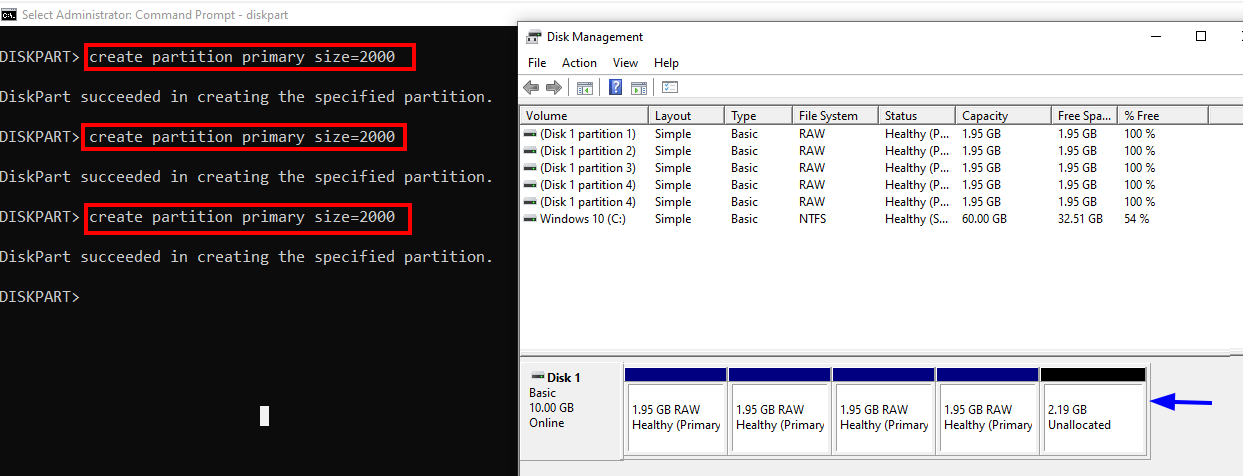 Select Administrator: Command Prompt - diskpart
DISKPART> create partition primary size=2000
DiskPart succeeded in creating the specified partition.
DISKPART> create partition primary size=2000
DiskPart succeeded in creating the specified partition.
DISKPART> create partition primary size=2000
DiskPart succeeded in creating the specified partition.
DISKPART>
Disk Management
File Action View Help
Volume Layout Type File System Status Capacity Free Spa... % Free
(Disk 1 partition 1) Simple Basic RAW Healthy (P... 1.95 GB 1.95 GB 100 %
(Disk 1 partition 2) Simple Basic RAW Healthy (P... 1.95 GB 1.95 GB 100 %
(Disk 1 partition 3) Simple Basic RAW Healthy (P... 1.95 GB 1.95 GB 100 %
(Disk 1 partition 4) Simple Basic RAW Healthy (P... 1.95 GB 1.95 GB 100 %
(Disk 1 partition 4) Simple Basic RAW Healthy (P... 1.95 GB 1.95 GB 100 %
Windows 10 (C:) Simple Basic NTFS Healthy (S... 60.00 GB 32.51 GB 54 %
Disk 1
Basic
10.00 GB
Online
1.95 GB RAW
Healthy (Primary
1.95 GB RAW
Healthy (Primary
1.95 GB RAW
Healthy (Primary
1.95 GB RAW
Healthy (Primary
2.19 GB
Unallocated